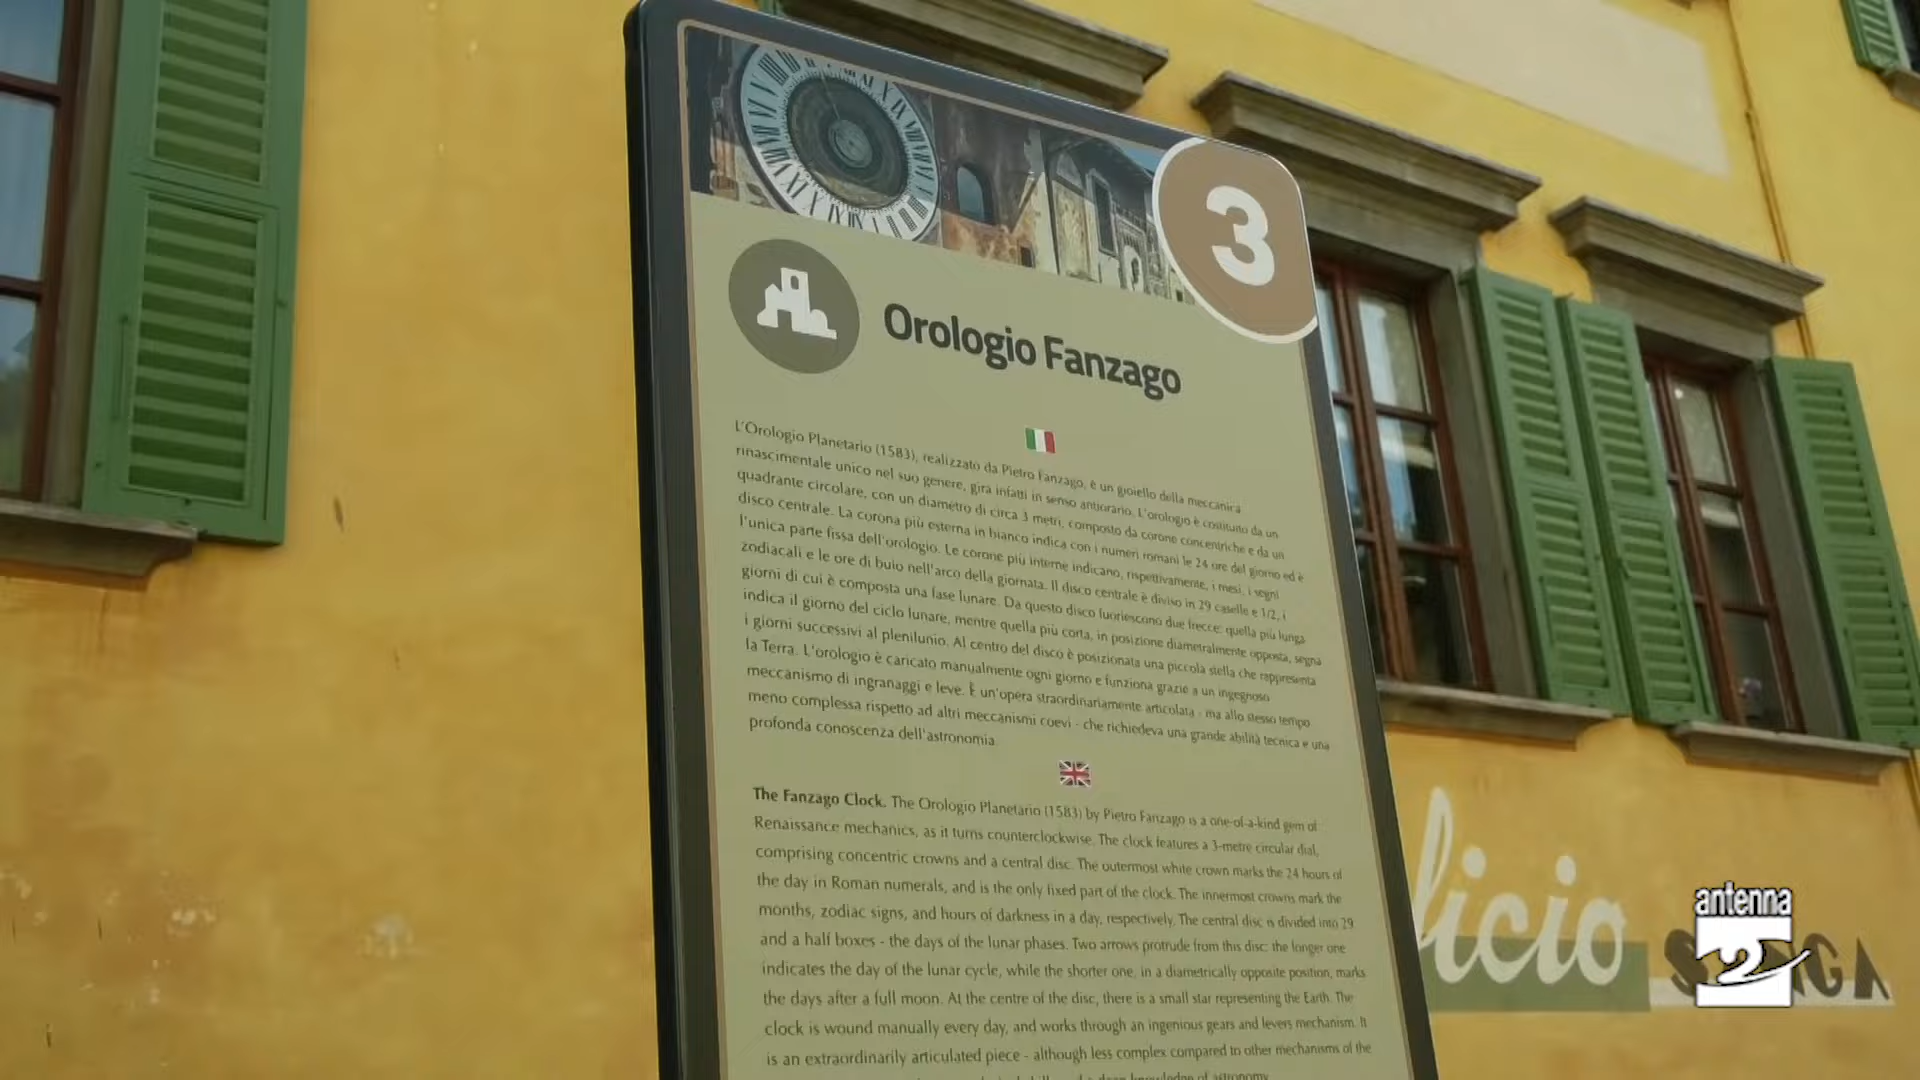 3
Orologio Fanzago
L'Orologio Planetario (1583), realizzato da Pietro Fanzago, è un gioiello della meccanica
rinascimentale unico nel suo genere, gira infatti in senso antiorario. L'orologio è costituito da un
quadrante circolare, con un diametro di circa 3 metri, composto da corone concentriche e da un
disco centrale. La corona più esterna in bianco indica con i numeri romani le 24 ore del giorno ed è
l'unica parte fissa dell'orologio. Le corone più interne indicano, rispettivamente, i mesi, i segni
zodiacali e le ore di buio nell'arco della giornata. Il disco centrale è diviso in 29 caselle e 1/2, i
giorni di cui è composta una fase lunare. Da questo disco fuoriescono due frecce: quella più lunga
indica il giorno del ciclo lunare, mentre quella più corta, in posizione diametralmente opposta, segna
i giorni successivi al plenilunio. Al centro del disco è posizionata una piccola stella che rappresenta
la Terra. L'orologio è caricato manualmente ogni giorno e funziona grazie a un ingegnoso
meccanismo di ingranaggi e leve. È un'opera straordinariamente articolata - ma allo stesso tempo
meno complessa rispetto ad altri meccanismi coevi - che richiedeva una grande abilità tecnica e una
profonda conoscenza dell'astronomia.
The Fanzago Clock. The Orologio Planetario (1583) by Pietro Fanzago is a one-of-a-kind gem of
Renaissance mechanics, as it turns counterclockwise. The clock features a 3-metre circular dial,
comprising concentric crowns and a central disc. The outermost white crown marks the 24 hours of
the day in Roman numerals, and is the only fixed part of the clock. The innermost crowns mark the
months, zodiac signs, and hours of darkness in a day, respectively. The central disc is divided into 29
and a half boxes - the days of the lunar phases. Two arrows protrude from this disc: the longer one
indicates the day of the lunar cycle, while the shorter one, in a diametrically opposite position, marks
the days after a full moon. At the centre of the disc, there is a small star representing the Earth. The
clock is wound manually every day, and works through an ingenious gears and levers mechanism. It
is an extraordinarily articulated piece - although less complex compared to other mechanisms of the
knowledge of astronomy.
licio
antenna
2